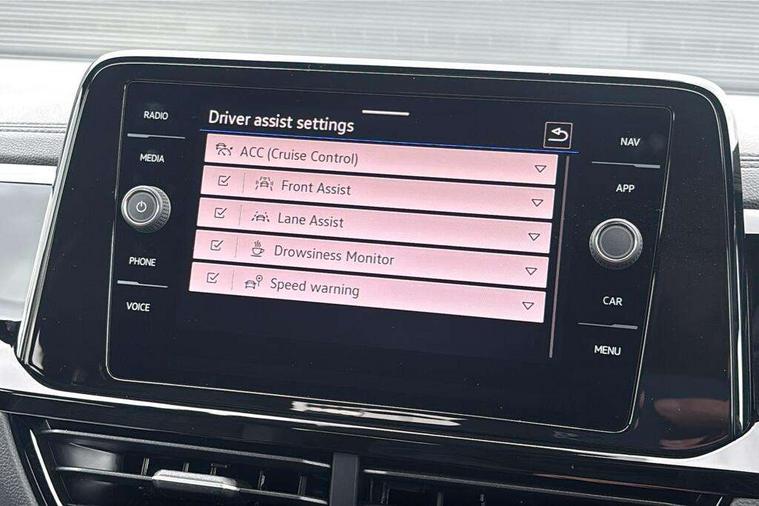 RADIO
MEDIA
PHONE
VOICE
Driver assist settings
ACC (Cruise Control)
Front Assist
Lane Assist
Drowsiness Monitor
Speed warning
NAV
APP
CAR
MENU